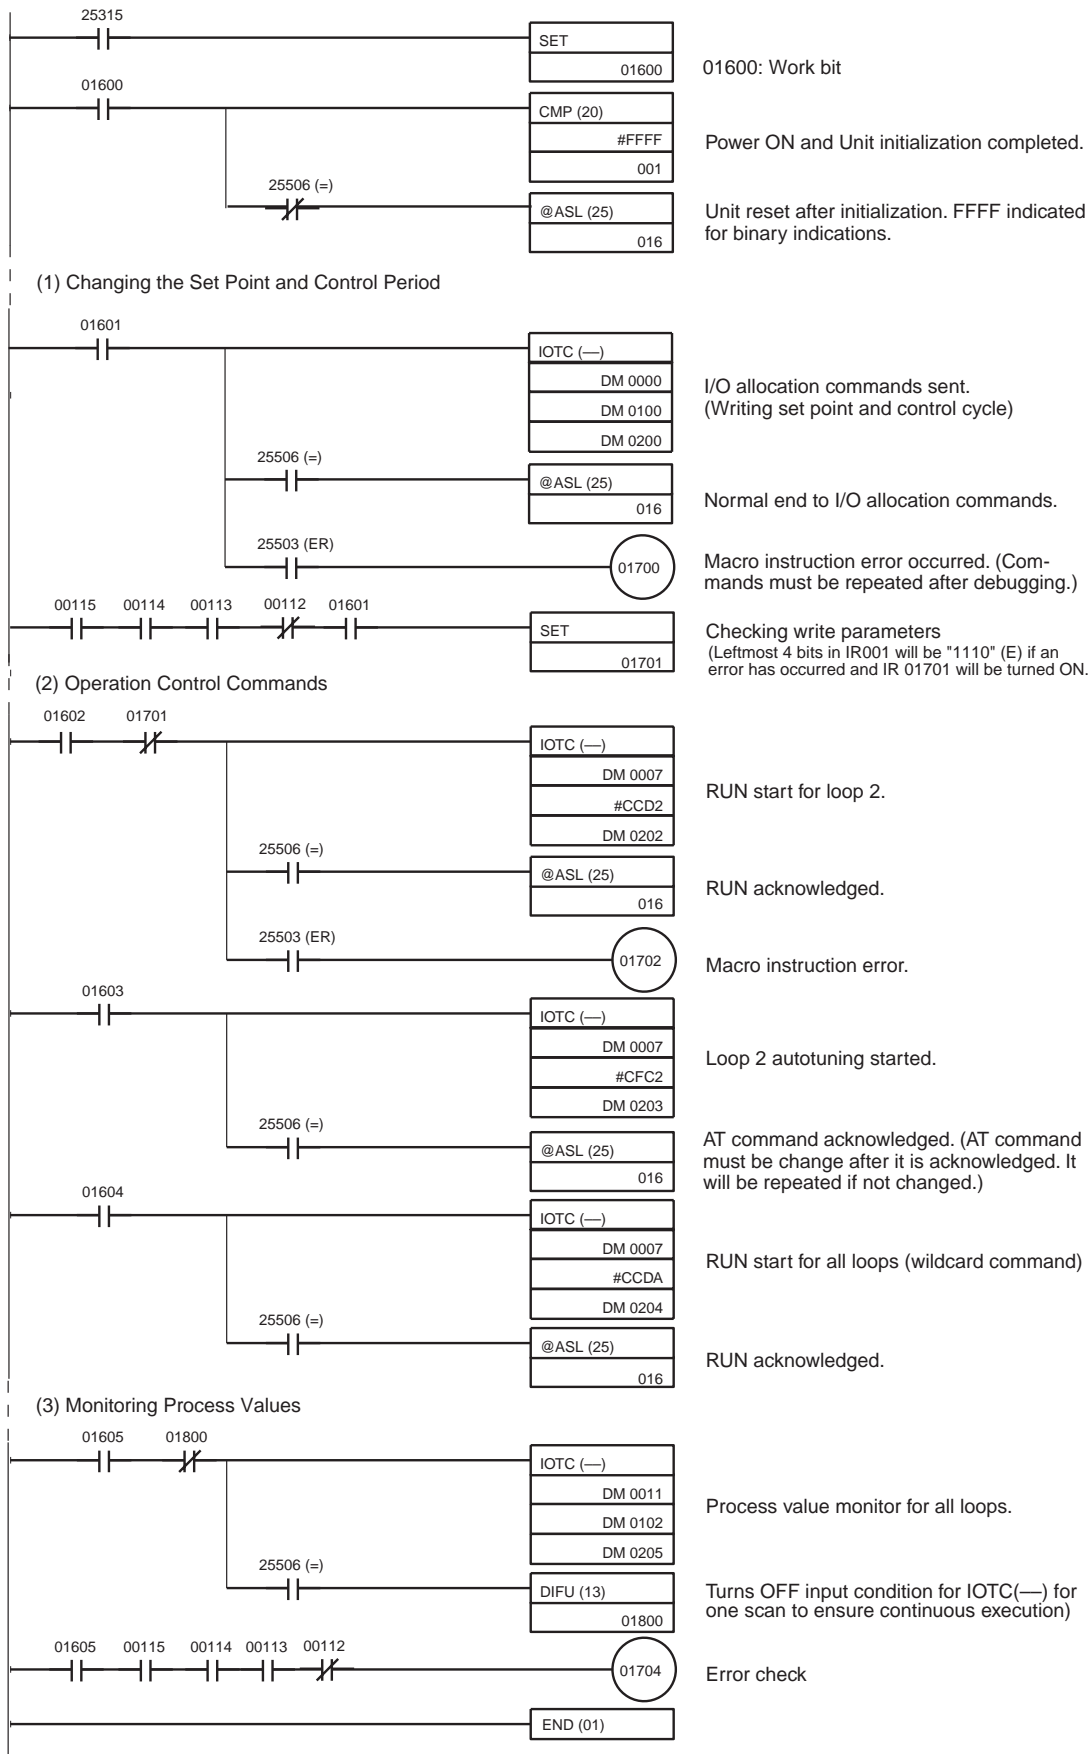 25315
SET
01600
01600: Work bit
01600
CMP (20)
#FFFF
001
Power ON and Unit initialization completed.
25506 (=)
@ASL (25)
016
Unit reset after initialization. FFFF indicated
for binary indications.
(1) Changing the Set Point and Control Period
01601
IOTC (––)
DM 0000
DM 0100
DM 0200
I/O allocation commands sent.
(Writing set point and control cycle)
25506 (=)
@ASL (25)
016
Normal end to I/O allocation commands.
25503 (ER)
01700
Macro instruction error occurred. (Com-
mands must be repeated after debugging.)
00115 00114 00113 00112 01601
SET
01701
Checking write parameters
(Leftmost 4 bits in IR001 will be "1110" (E) if an
error has occurred and IR 01701 will be turned ON.
(2) Operation Control Commands
01602 01701
IOTC (––)
DM 0007
#CCD2
DM 0202
RUN start for loop 2.
25506 (=)
@ASL (25)
016
RUN acknowledged.
25503 (ER)
01702
Macro instruction error.
01603
IOTC (––)
DM 0007
#CFC2
DM 0203
Loop 2 autotuning started.
25506 (=)
@ASL (25)
016
AT command acknowledged. (AT command
must be change after it is acknowledged. It
will be repeated if not changed.)
01604
IOTC (––)
DM 0007
#CCDA
DM 0204
RUN start for all loops (wildcard command)
25506 (=)
@ASL (25)
016
RUN acknowledged.
(3) Monitoring Process Values
01605 01800
IOTC (––)
DM 0011
DM 0102
DM 0205
Process value monitor for all loops.
25506 (=)
DIFU (13)
01800
Turns OFF input condition for IOTC(––) for
one scan to ensure continuous execution)
01605 00115 00114 00113 00112
01704
Error check
END (01)